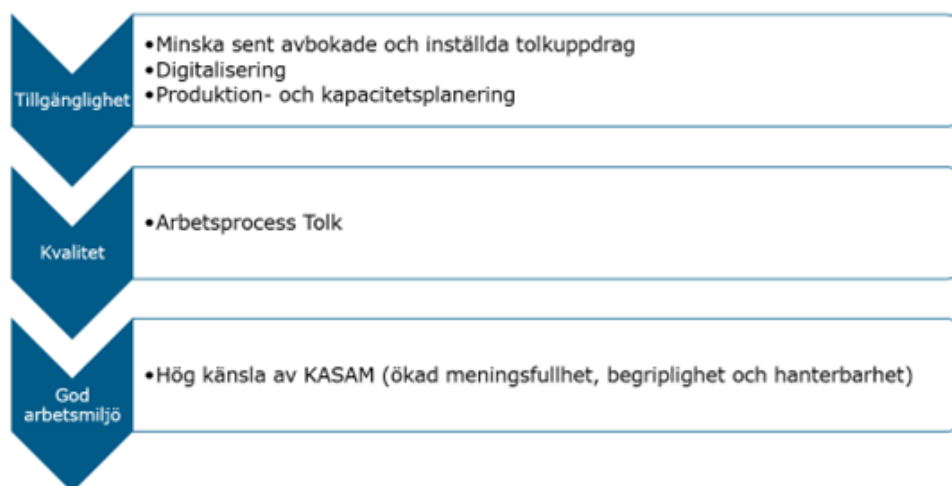 Tillgänglighet
•Minska sent avbokade och inställda tolkuppdrag
•Digitalisering
•Produktion- och kapacitetsplanering
Kvalitet
•Arbetsprocess Tolk
God
arbetsmiljö
•Hög känsla av KASAM (ökad meningsfullhet, begriplighet och hanterbarhet)